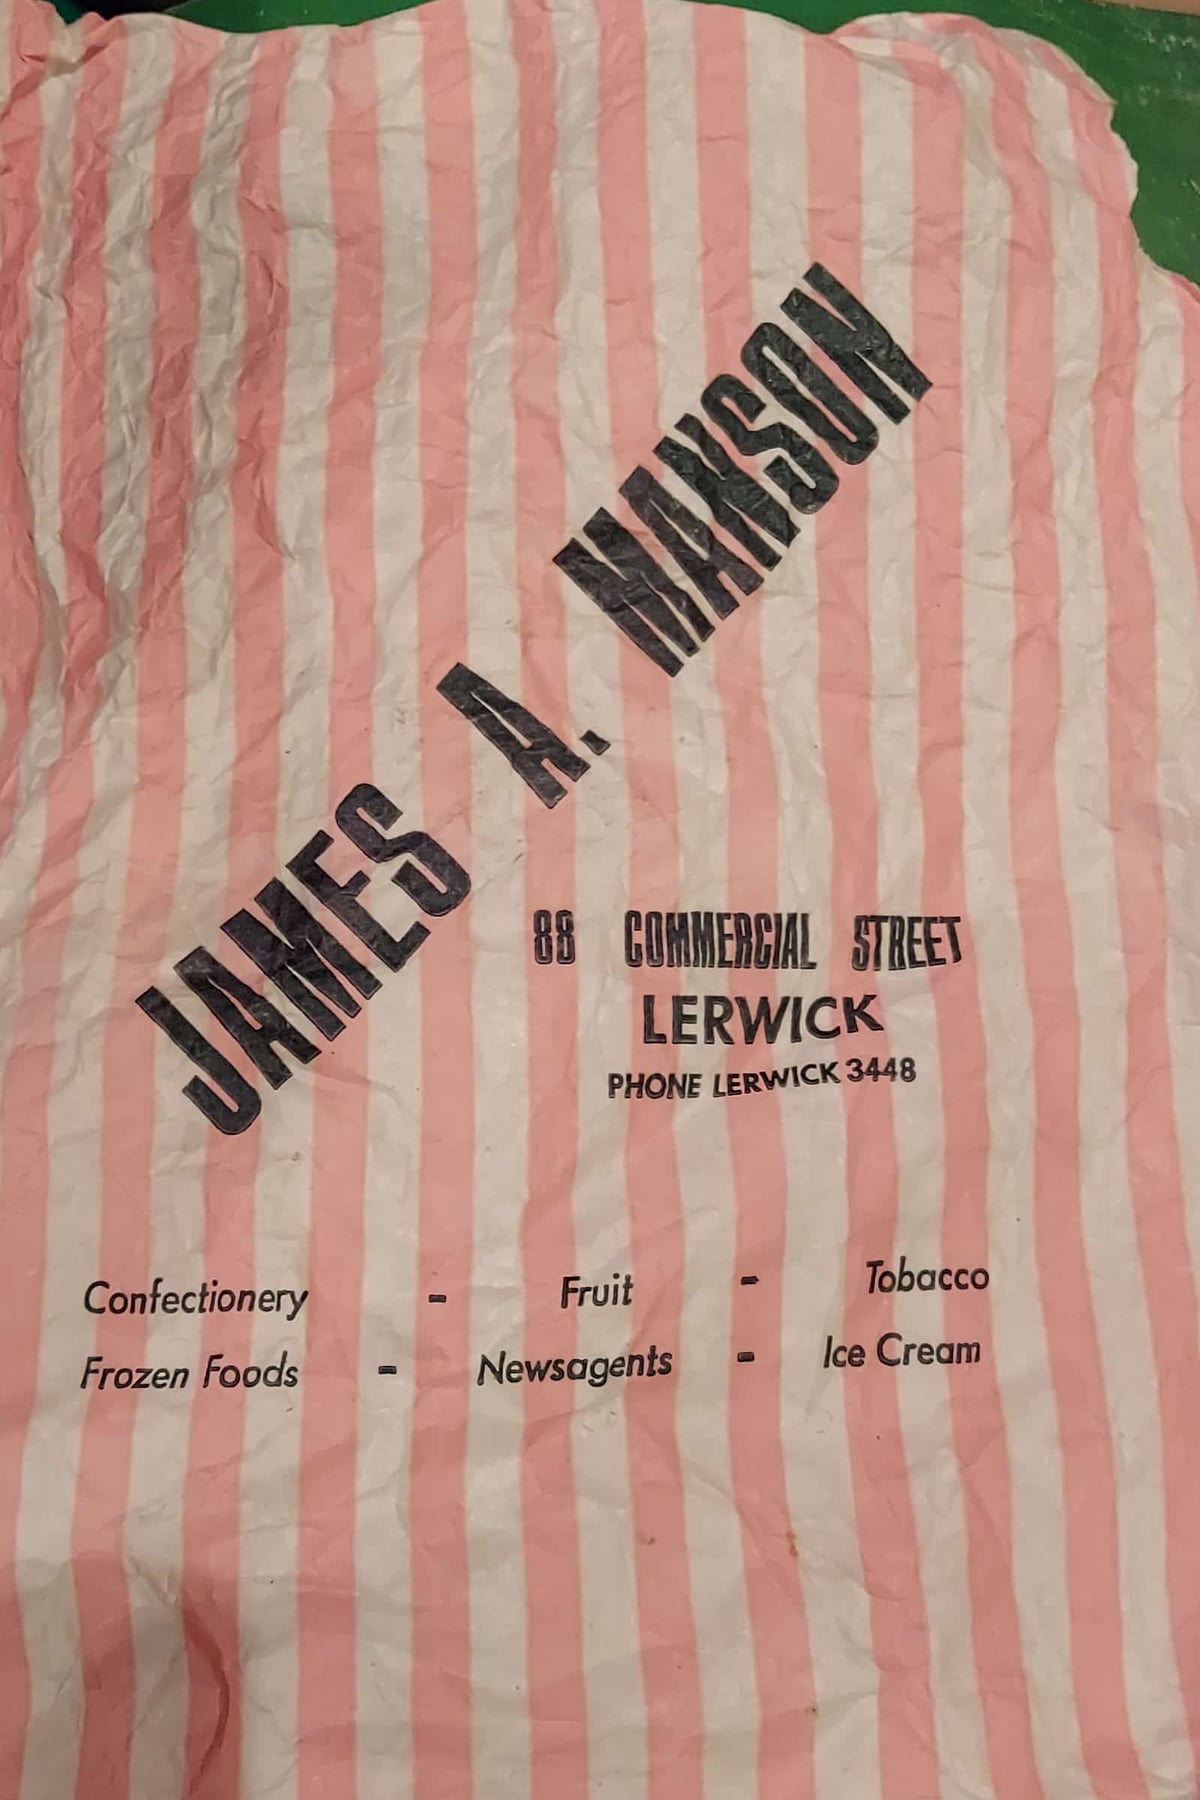 JAMES A. MANSON
88 COMMERCIAL STREET
LERWICK
PHONE LERWICK 3448
Confectionery - Fruit - Tobacco
Frozen Foods - Newsagents - Ice Cream